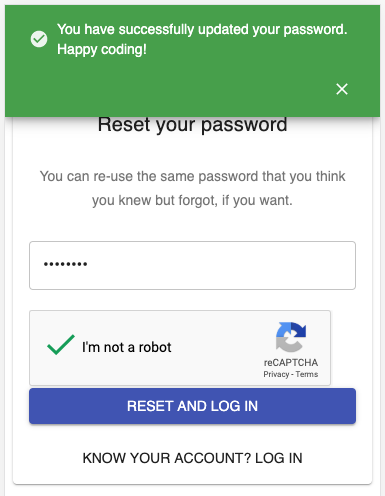 You have successfully updated your password.
Happy coding!
Reset your password
You can re-use the same password that you think
you knew but forgot, if you want.
••••••••
I'm not a robot
reCAPTCHA
Privacy - Terms
RESET AND LOG IN
KNOW YOUR ACCOUNT? LOG IN